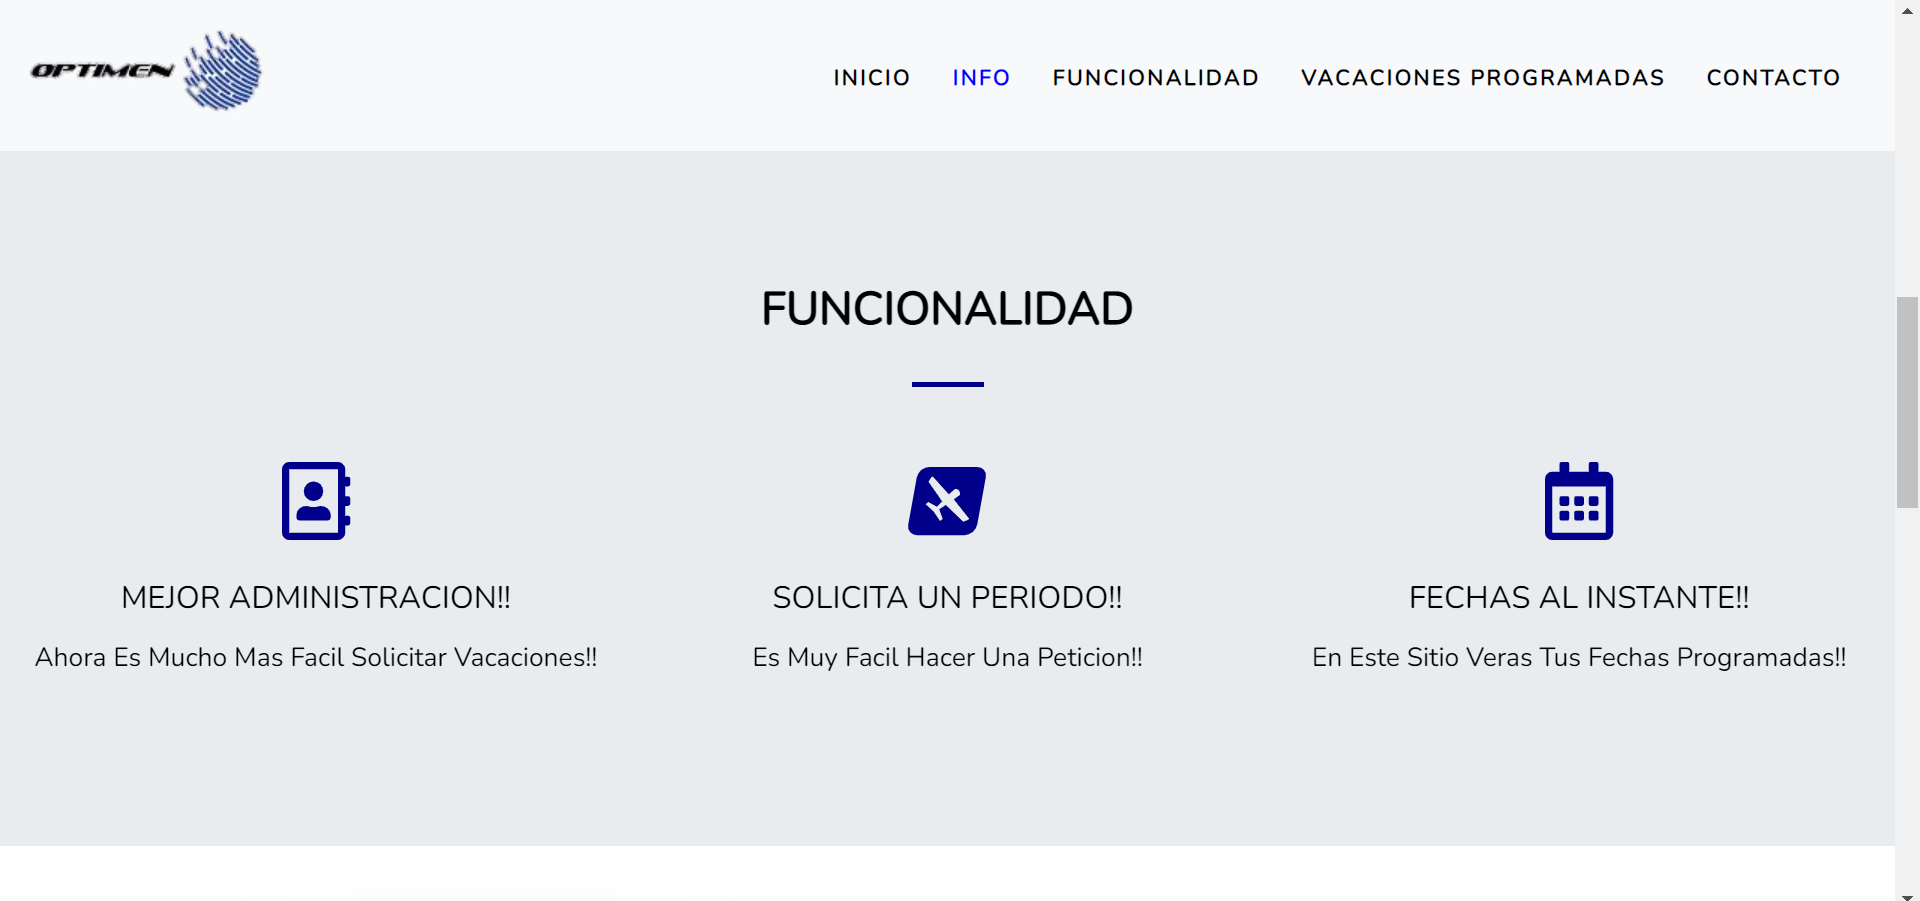 OPTIMEN
INICIO INFO FUNCIONALIDAD VACACIONES PROGRAMADAS CONTACTO
FUNCIONALIDAD
MEJOR ADMINISTRACION!!
Ahora Es Mucho Mas Facil Solicitar Vacaciones!!
SOLICITA UN PERIODO!!
Es Muy Facil Hacer Una Peticion!!
FECHAS AL INSTANTE!!
En Este Sitio Veras Tus Fechas Programadas!!